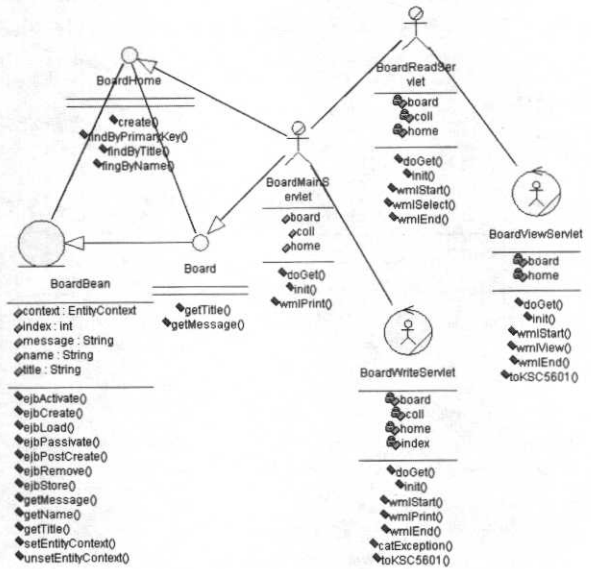 BoardHome
create()
findByPrimaryKey()
findByTitle()
fingByName()
BoardReadSer
vlet
board
coll
home
doGet()
init()
wmlStart()
wmlSelect()
wmlEnd()
BoardMainS
ervlet
board
coll
home
doGet()
init()
wmlPrint()
BoardViewServlet
board
home
doGet()
init()
wmlStart()
wmlView()
wmlEnd()
toKSC5601()
Board
getTitle()
getMessage()
BoardBean
context : EntityContext
index : int
message : String
name : String
title : String
ejbActivate()
ejbCreate()
ejbLoad()
ejbPassivate()
ejbPostCreate()
ejbRemove()
ejbStore()
getMessage()
getName()
getTitle()
setEntityContext()
unsetEntityContext()
BoardWriteServlet
board
coll
home
index
doGet()
init()
wmlStart()
wmlPrint()
wmlEnd()
catException()
toKSC5601()